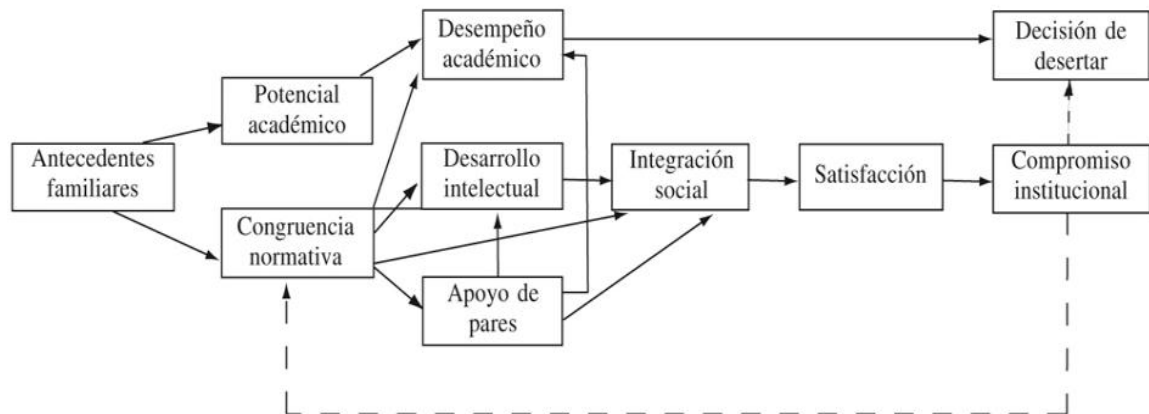 Desempeño
académico
Decisión de
desertar
Potencial
académico
Antecedentes
familiares
Desarrollo
intelectual
Integración
social
Satisfacción
Compromiso
institucional
Congruencia
normativa
Apoyo de
pares